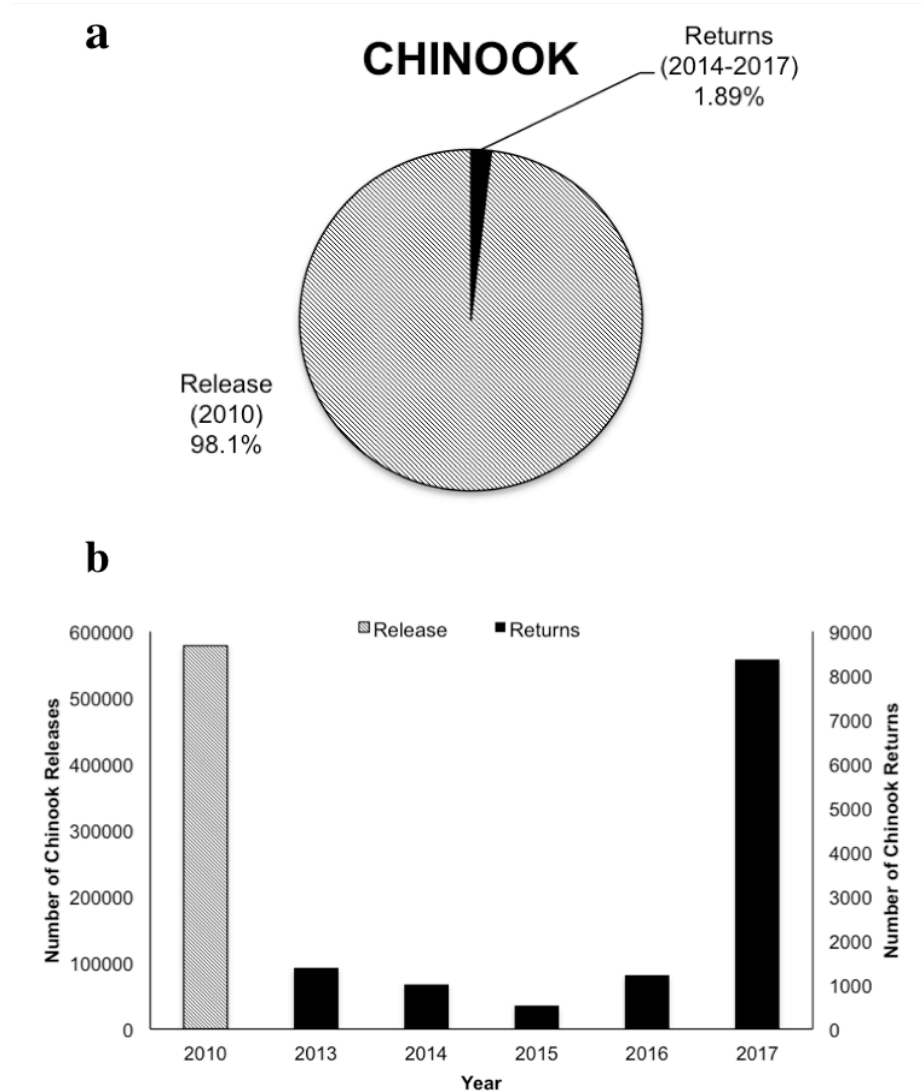 a
CHINOOK
Returns
(2014-2017)
1.89%
Release
(2010)
98.1%
b
Release
Returns
Number of Chinook Releases
600000
500000
400000
300000
200000
100000
0
9000
8000
7000
6000
5000
4000
3000
2000
1000
0
Number of Chinook Returns
2010 2013 2014 2015 2016 2017
Year